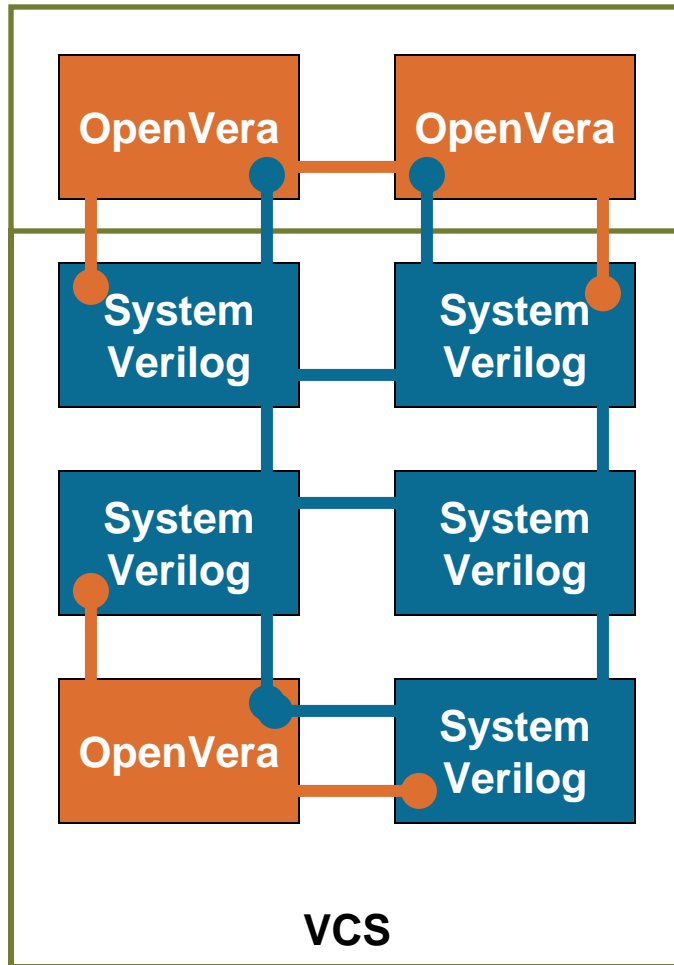 OpenVera
OpenVera
System
Verilog
System
Verilog
System
Verilog
System
Verilog
OpenVera
System
Verilog
VCS